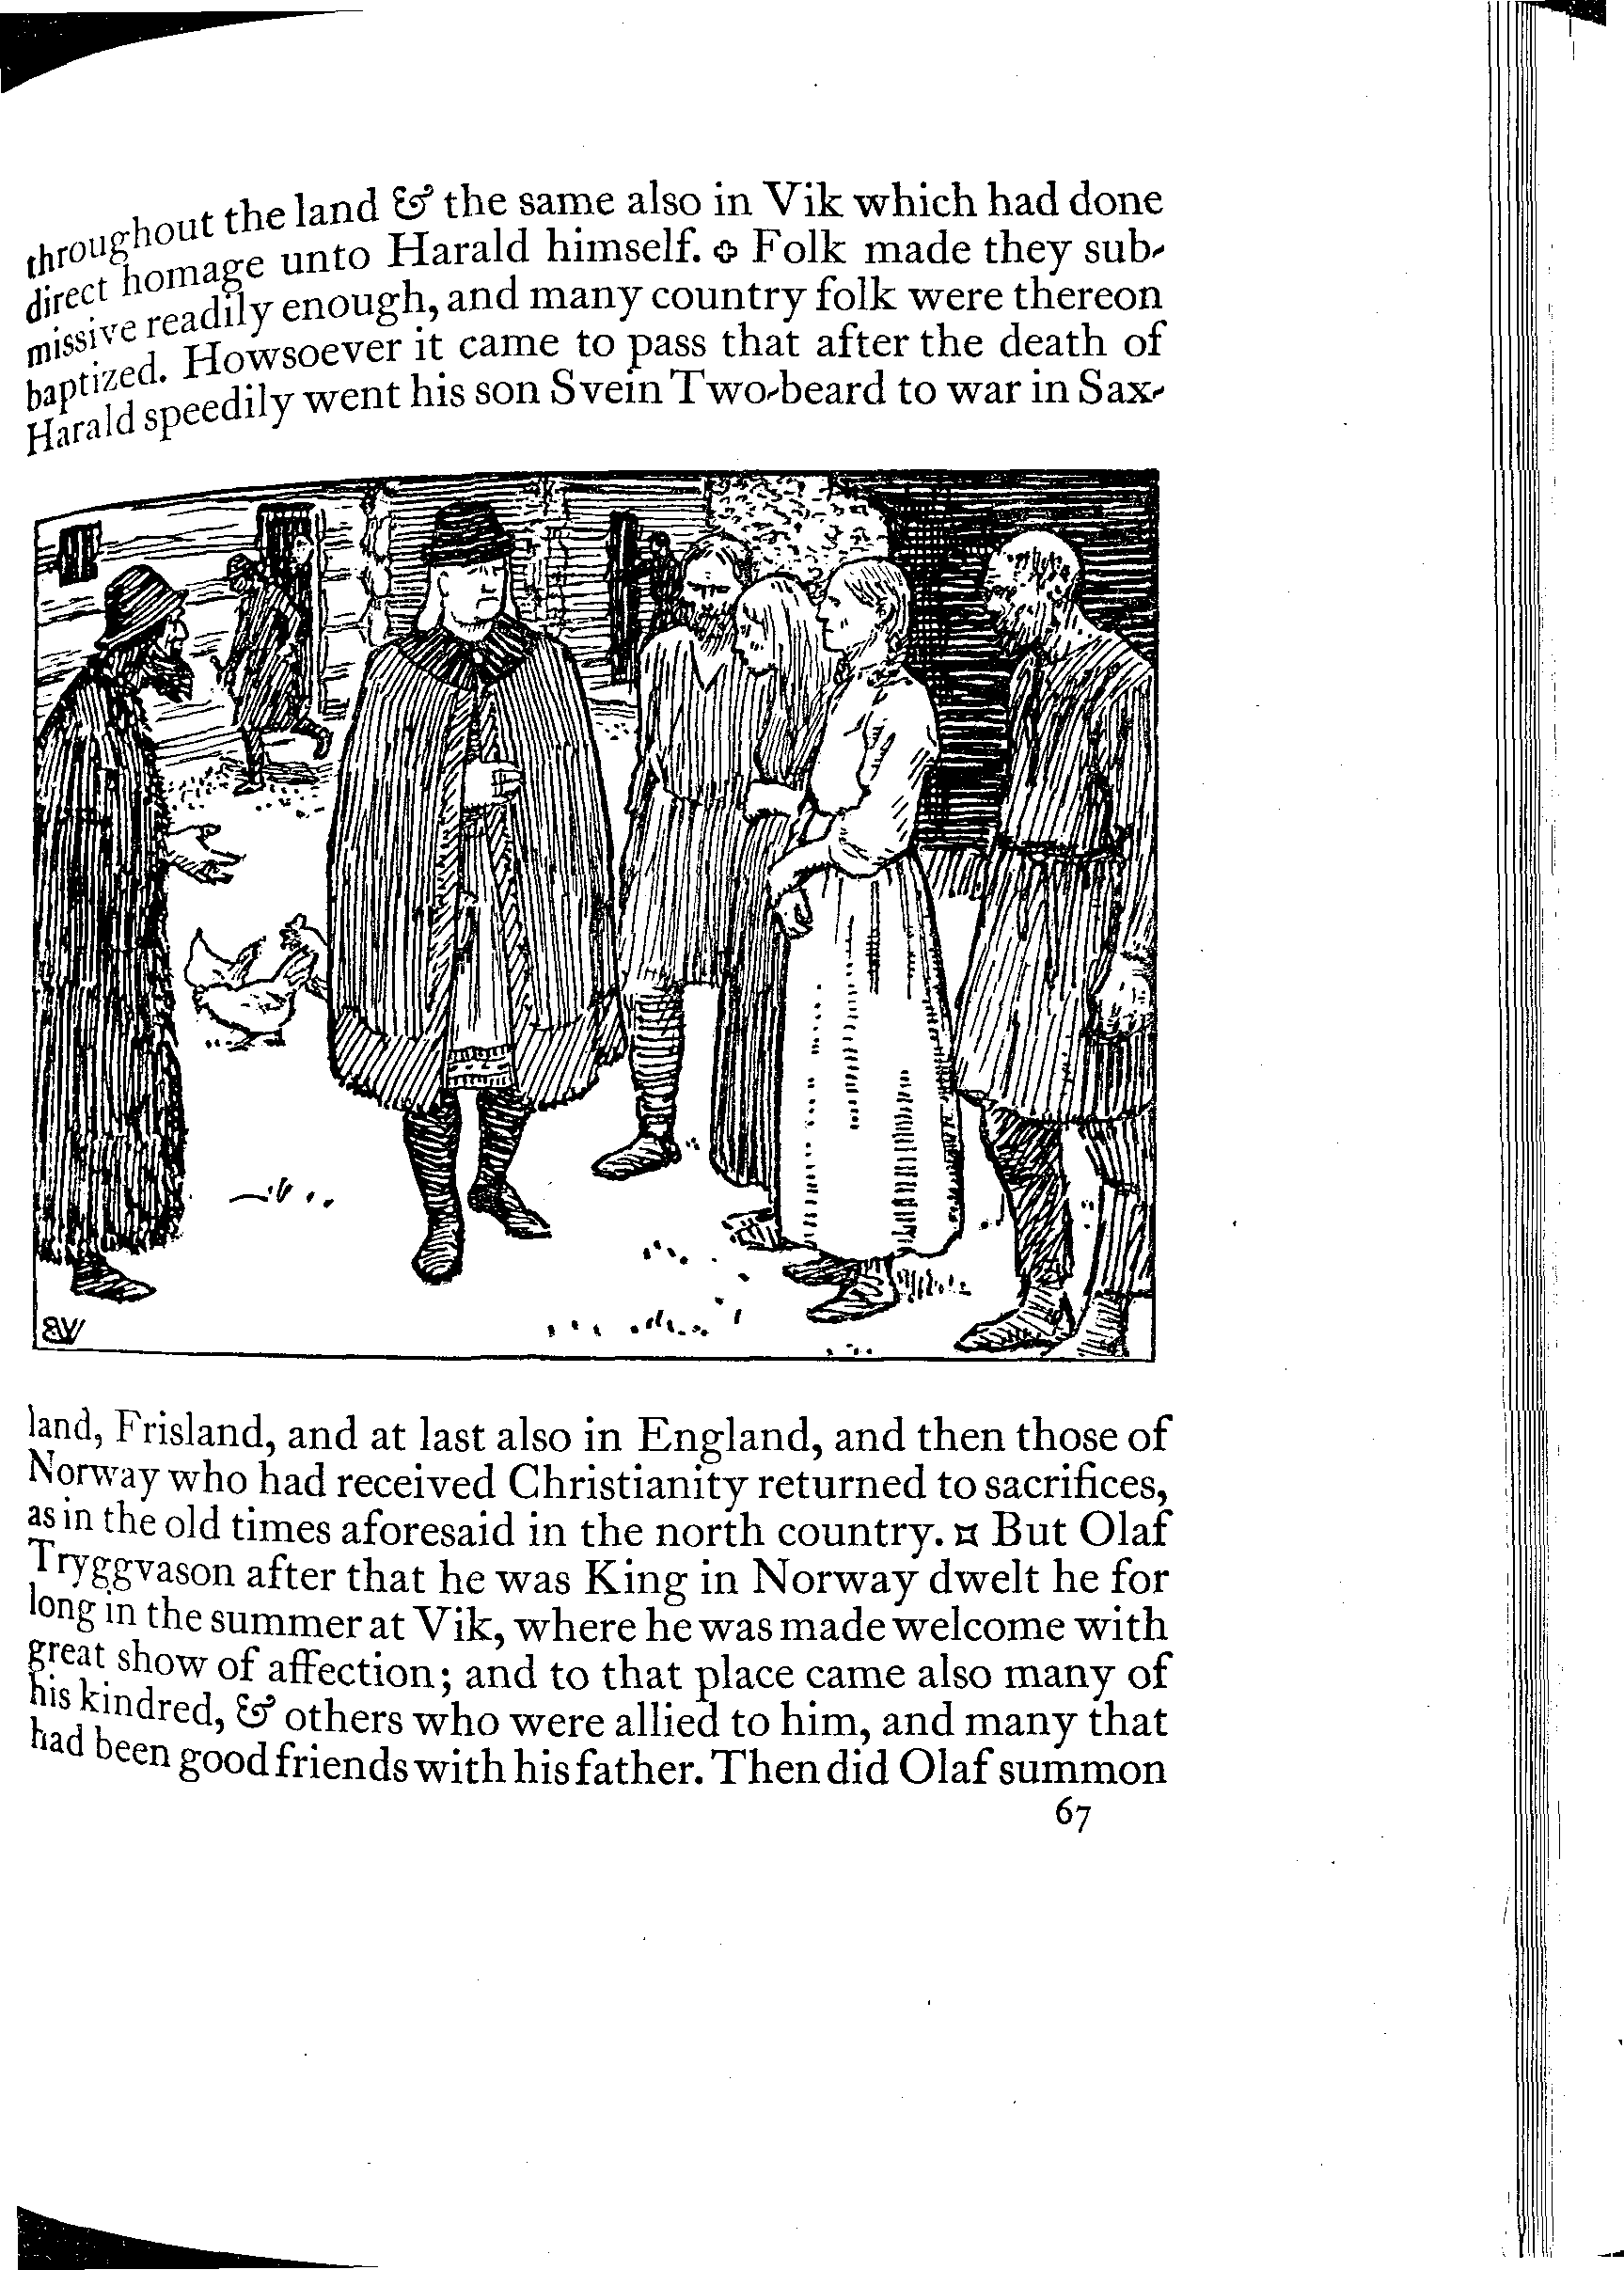 throughout the land & the same also in Vik which had done
direct homage unto Harald himself. ✠ Folk made they sub-
missive readily enough, and many country folk were thereon
baptized. Howsoever it came to pass that after the death of
Harald speedily went his son Svein Two-beard to war in Sax-
EW
land, Frisland, and at last also in England, and then those of
Norway who had received Christianity returned to sacrifices,
as in the old times aforesaid in the north country. ¤ But Olaf
Tryggvason after that he was King in Norway dwelt he for
long in the summer at Vik, where he was made welcome with
great show of affection; and to that place came also many of
his kindred, & others who were allied to him, and many that
had been good friends with his father. Then did Olaf summon
67